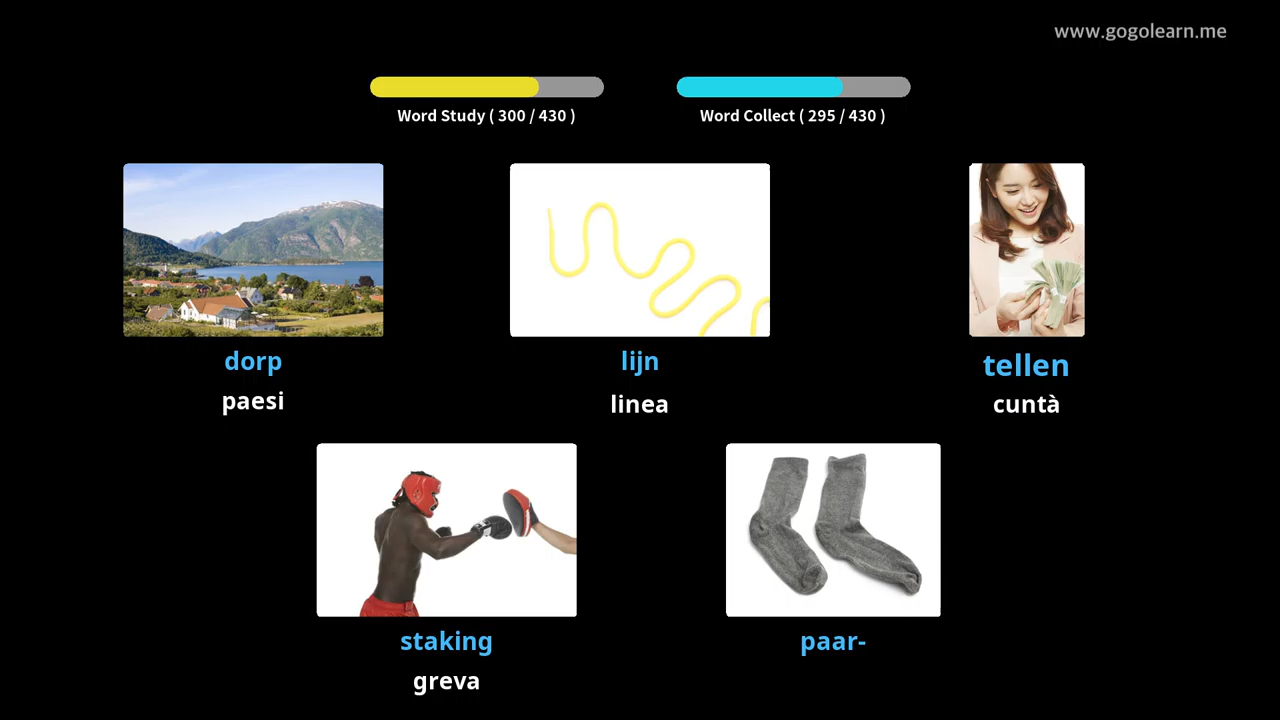 www.gogolearn.me
Word Study ( 300 / 430 )
Word Collect ( 295 / 430 )
dorp
paesi
lijn
linea
tellen
cuntà
staking
greva
paar-